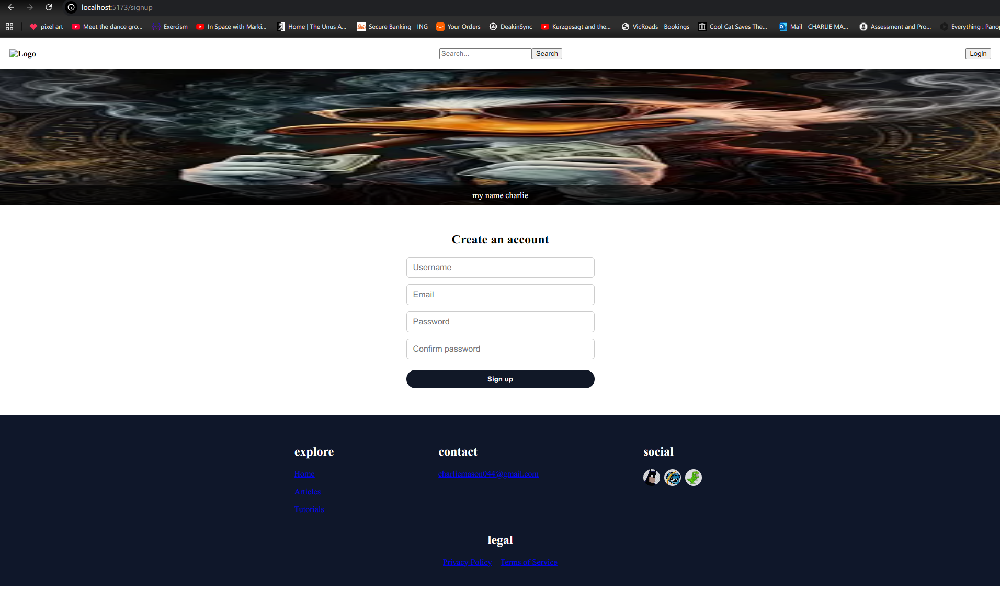 localhost:5173/signup
pixel art
Meet the dance gro...
Exercism
In Space with Marki...
Home | The Unus A...
Secure Banking - ING
Your Orders
DeakinSync
Kurzgesagt and the...
VicRoads - Bookings
Cool Cat Saves The...
Mail - CHARLIE MA...
Assessment and Pro...
Everything : Panop
Logo
Search...
Search
Login
my name charlie
Create an account
Username
Email
Password
Confirm password
Sign up
explore
Home
Articles
Tutorials
contact
charliemason044@gmail.com
social
legal
Privacy Policy
Terms of Service